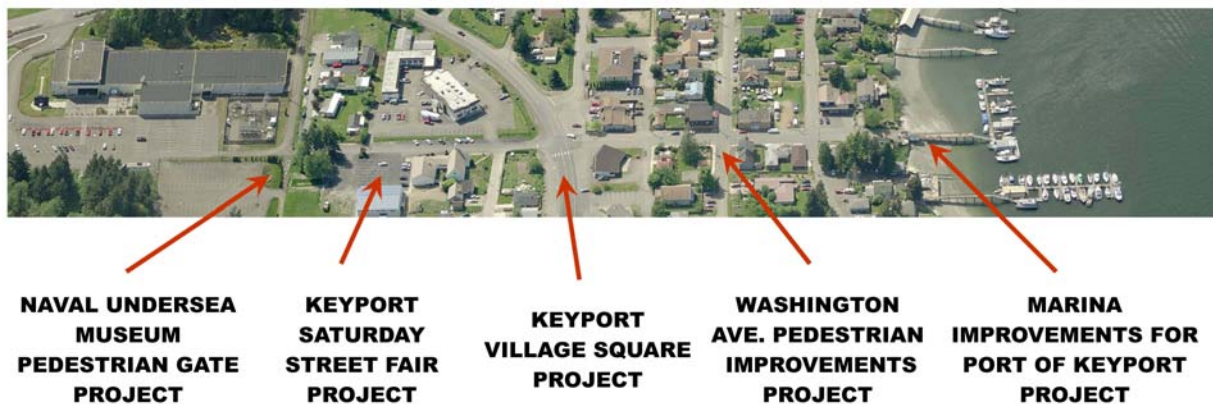 NAVAL UNDERSEA
MUSEUM
PEDESTRIAN GATE
PROJECT
KEYPORT
SATURDAY
STREET FAIR
PROJECT
KEYPORT
VILLAGE SQUARE
PROJECT
WASHINGTON
AVE. PEDESTRIAN
IMPROVEMENTS
PROJECT
MARINA
IMPROVEMENTS FOR
PORT OF KEYPORT
PROJECT